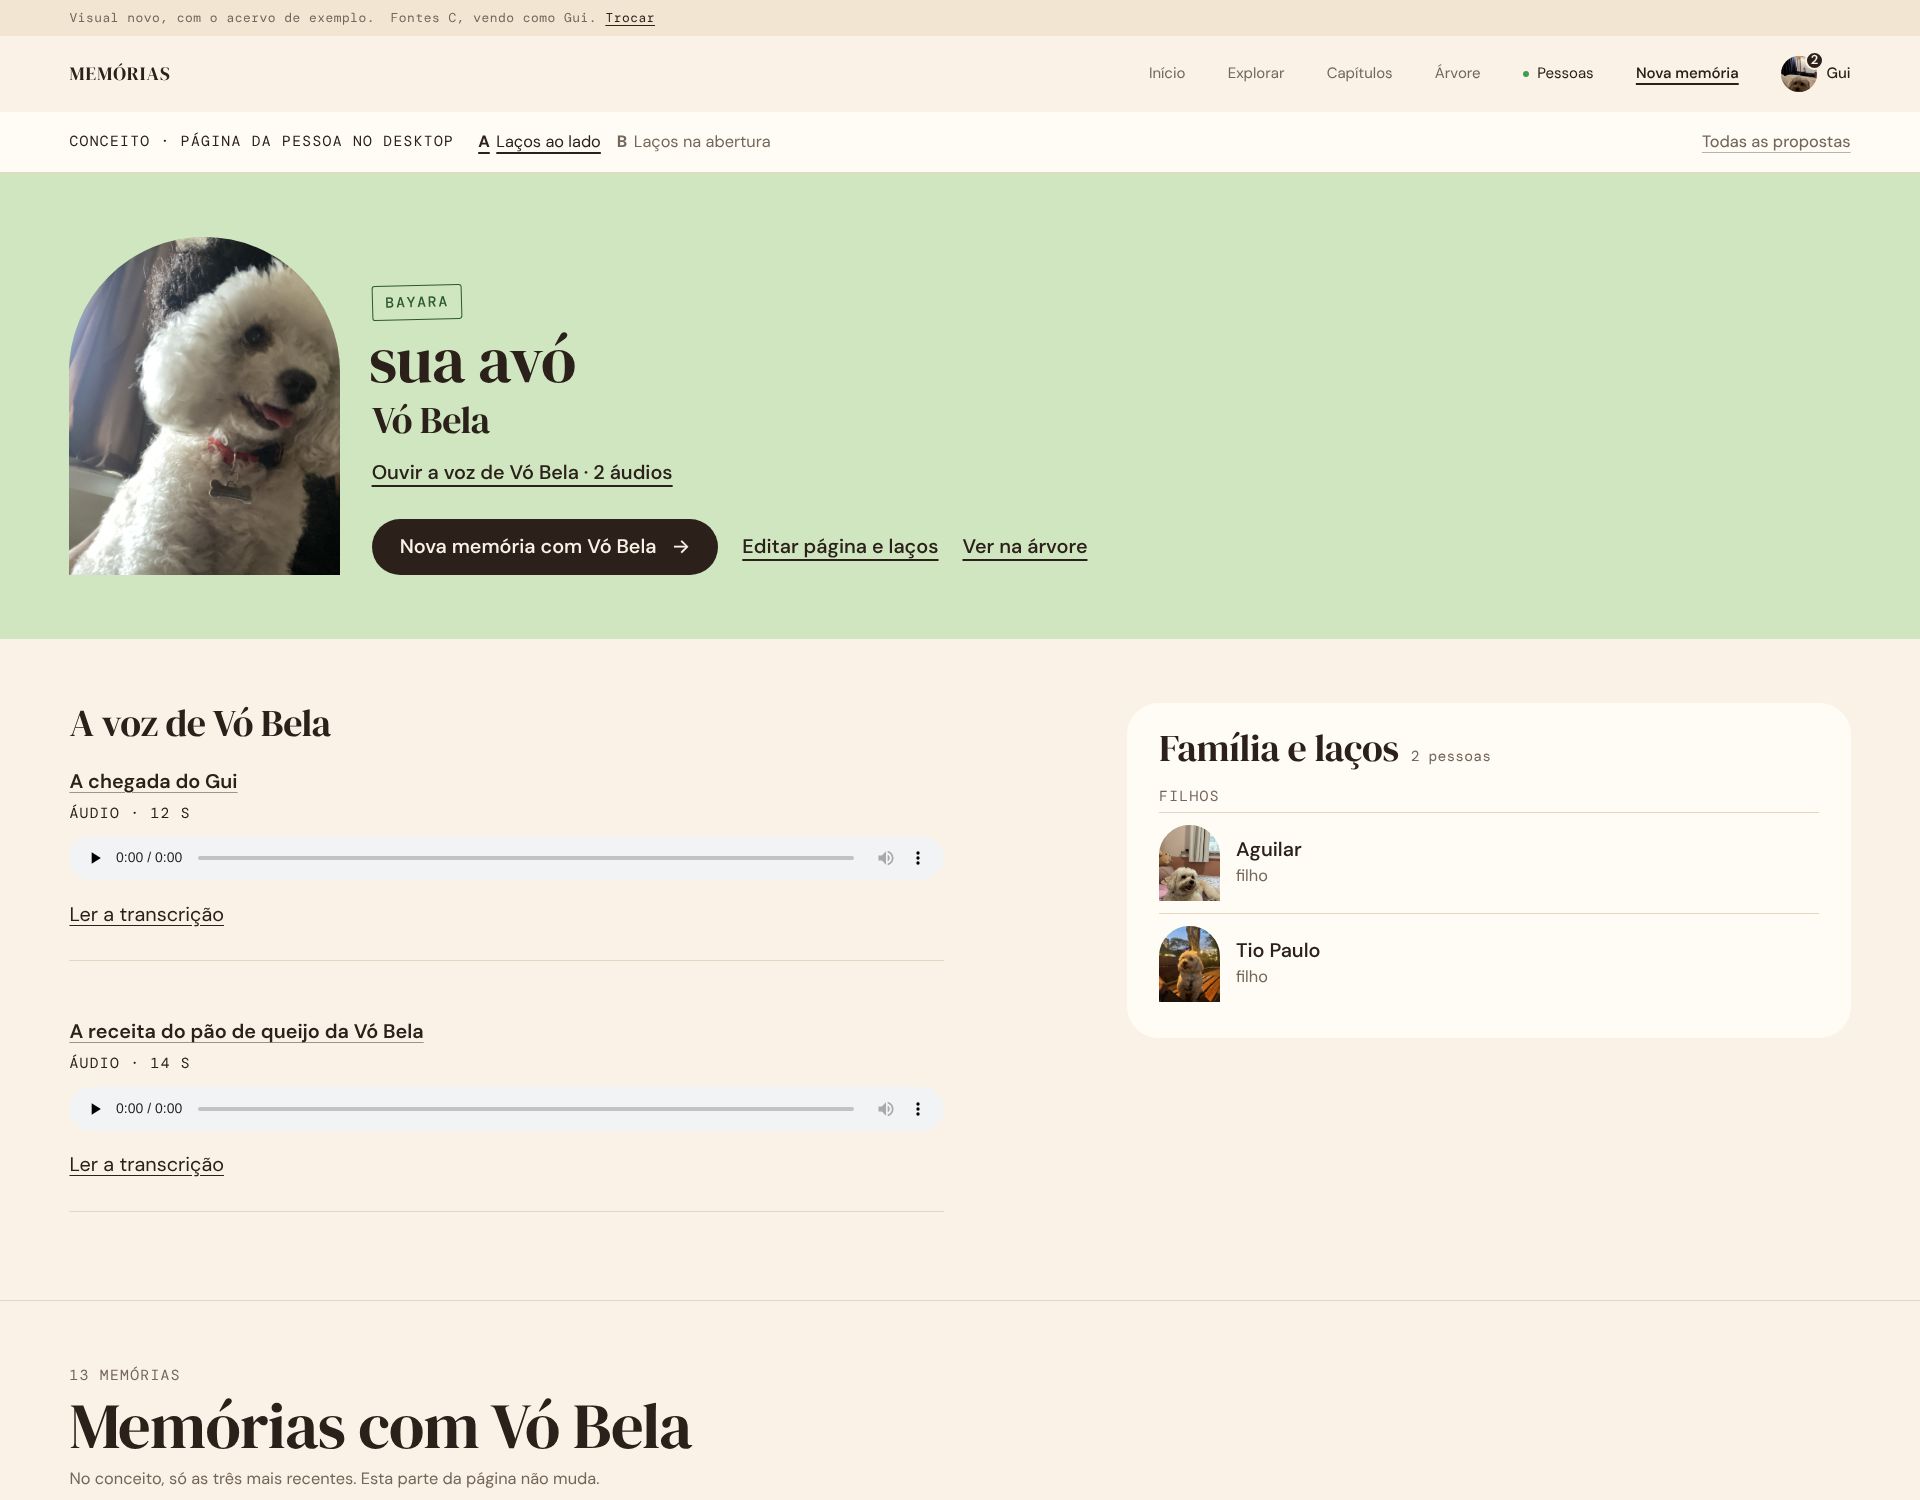 Visual novo, com o acervo de exemplo. Fontes C, vendo como Gui. Trocar
MEMÓRIAS
Início Explorar Capítulos Árvore Pessoas Nova memória 2 Gui
CONCEITO · PÁGINA DA PESSOA NO DESKTOP A Laços ao lado B Laços na abertura Todas as propostas
BAYARA
sua avó
Vó Bela
Ouvir a voz de Vó Bela · 2 áudios
Nova memória com Vó Bela → Editar página e laços Ver na árvore
A voz de Vó Bela
A chegada do Gui
ÁUDIO · 12 S
0:00 / 0:00
Ler a transcrição
A receita do pão de queijo da Vó Bela
ÁUDIO · 14 S
0:00 / 0:00
Ler a transcrição
Família e laços 2 pessoas
FILHOS
Aguilar
filho
Tio Paulo
filho
13 MEMÓRIAS
Memórias com Vó Bela
No conceito, só as três mais recentes. Esta parte da página não muda.